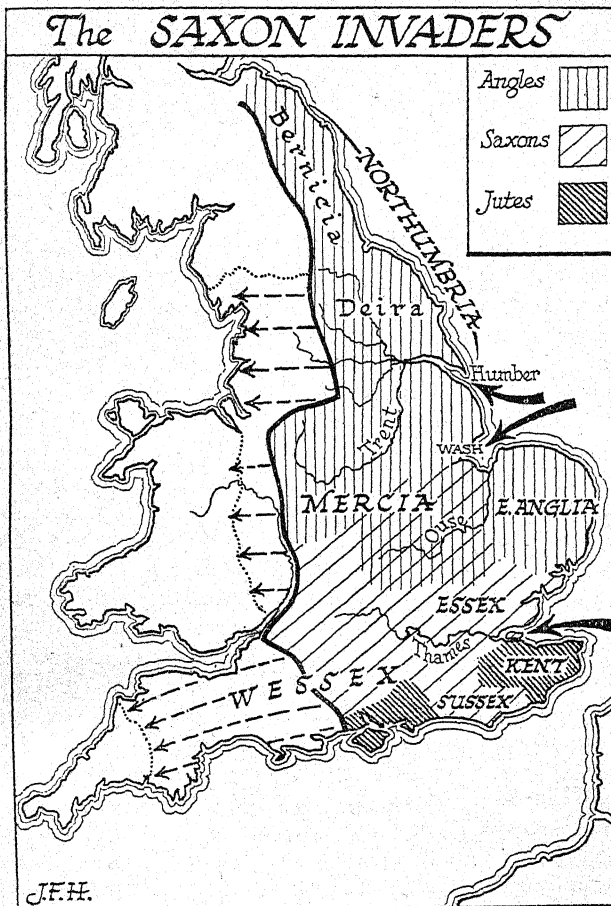 The SAXON INVADERS
Angles
Saxons
Jutes
Bernicia
NORTHUMBRIA
Deira
Humber
Trent
WASH
MERCIA
E. ANGLIA
Ouse
ESSEX
Thames
KENT
WESSEX
SUSSEX
J.F.H.